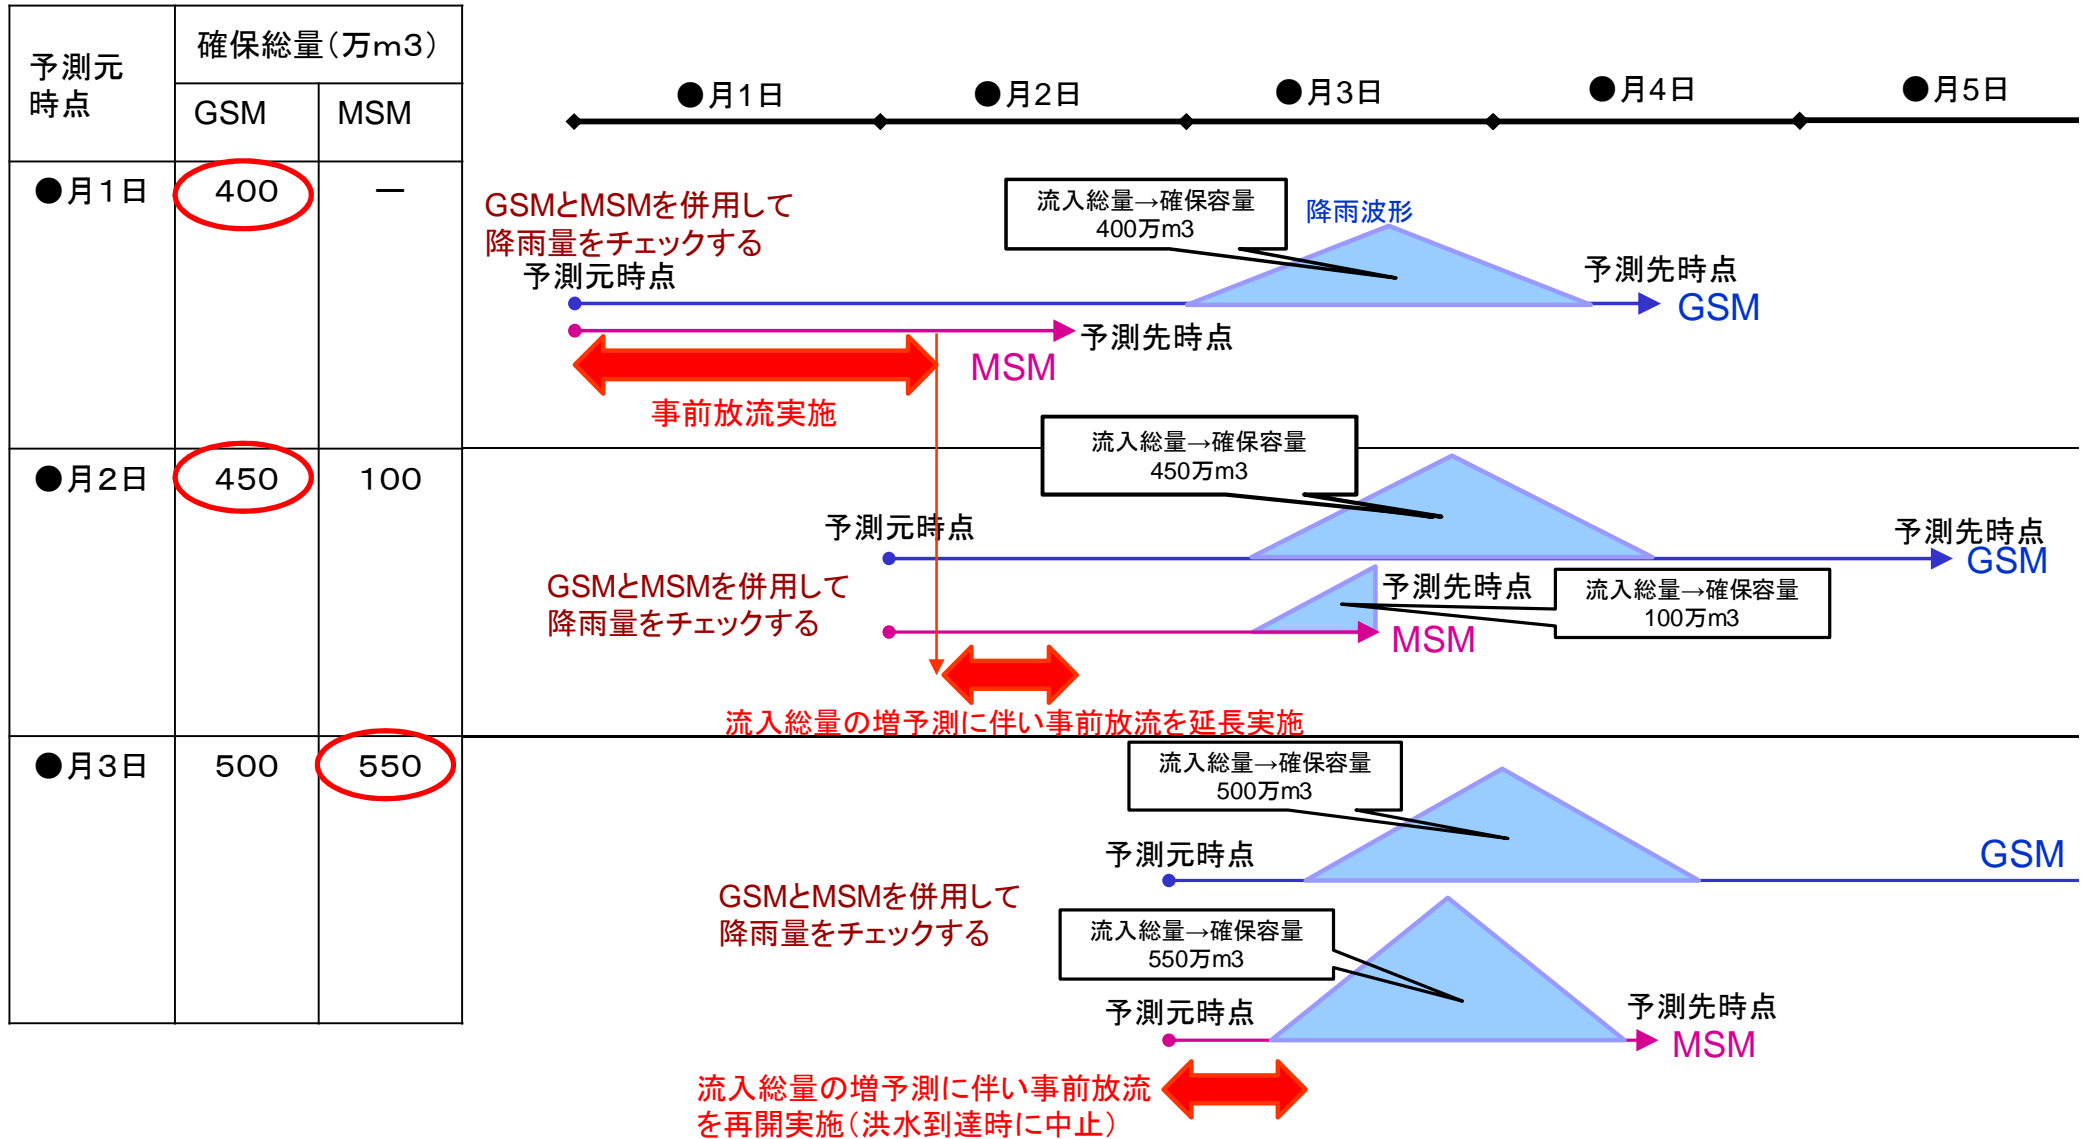 予測元
時点
確保総量(万m3)
GSM
MSM
●月1日
●月2日
●月3日
●月4日
●月5日
●月1日
400
—
GSMとMSMを併用して
降雨量をチェックする
流入総量→確保容量
400万m3
降雨波形
予測元時点
予測先時点
GSM
予測先時点
MSM
事前放流実施
●月2日
450
100
流入総量→確保容量
450万m3
予測元時点
予測先時点
GSM
GSMとMSMを併用して
降雨量をチェックする
予測先時点
MSM
流入総量→確保容量
100万m3
流入総量の増予測に伴い事前放流を延長実施
●月3日
500
550
流入総量→確保容量
500万m3
予測元時点
GSM
GSMとMSMを併用して
降雨量をチェックする
流入総量→確保容量
550万m3
予測元時点
予測先時点
MSM
流入総量の増予測に伴い事前放流
を再開実施(洪水到達時に中止)